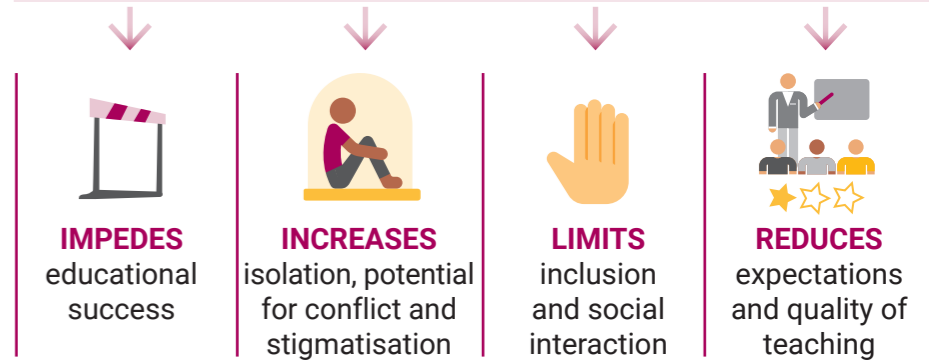 IMPEDES
educational
success
INCREASES
isolation, potential
for conflict and
stigmatisation
LIMITS
inclusion
and social
interaction
REDUCES
expectations
and quality of
teaching